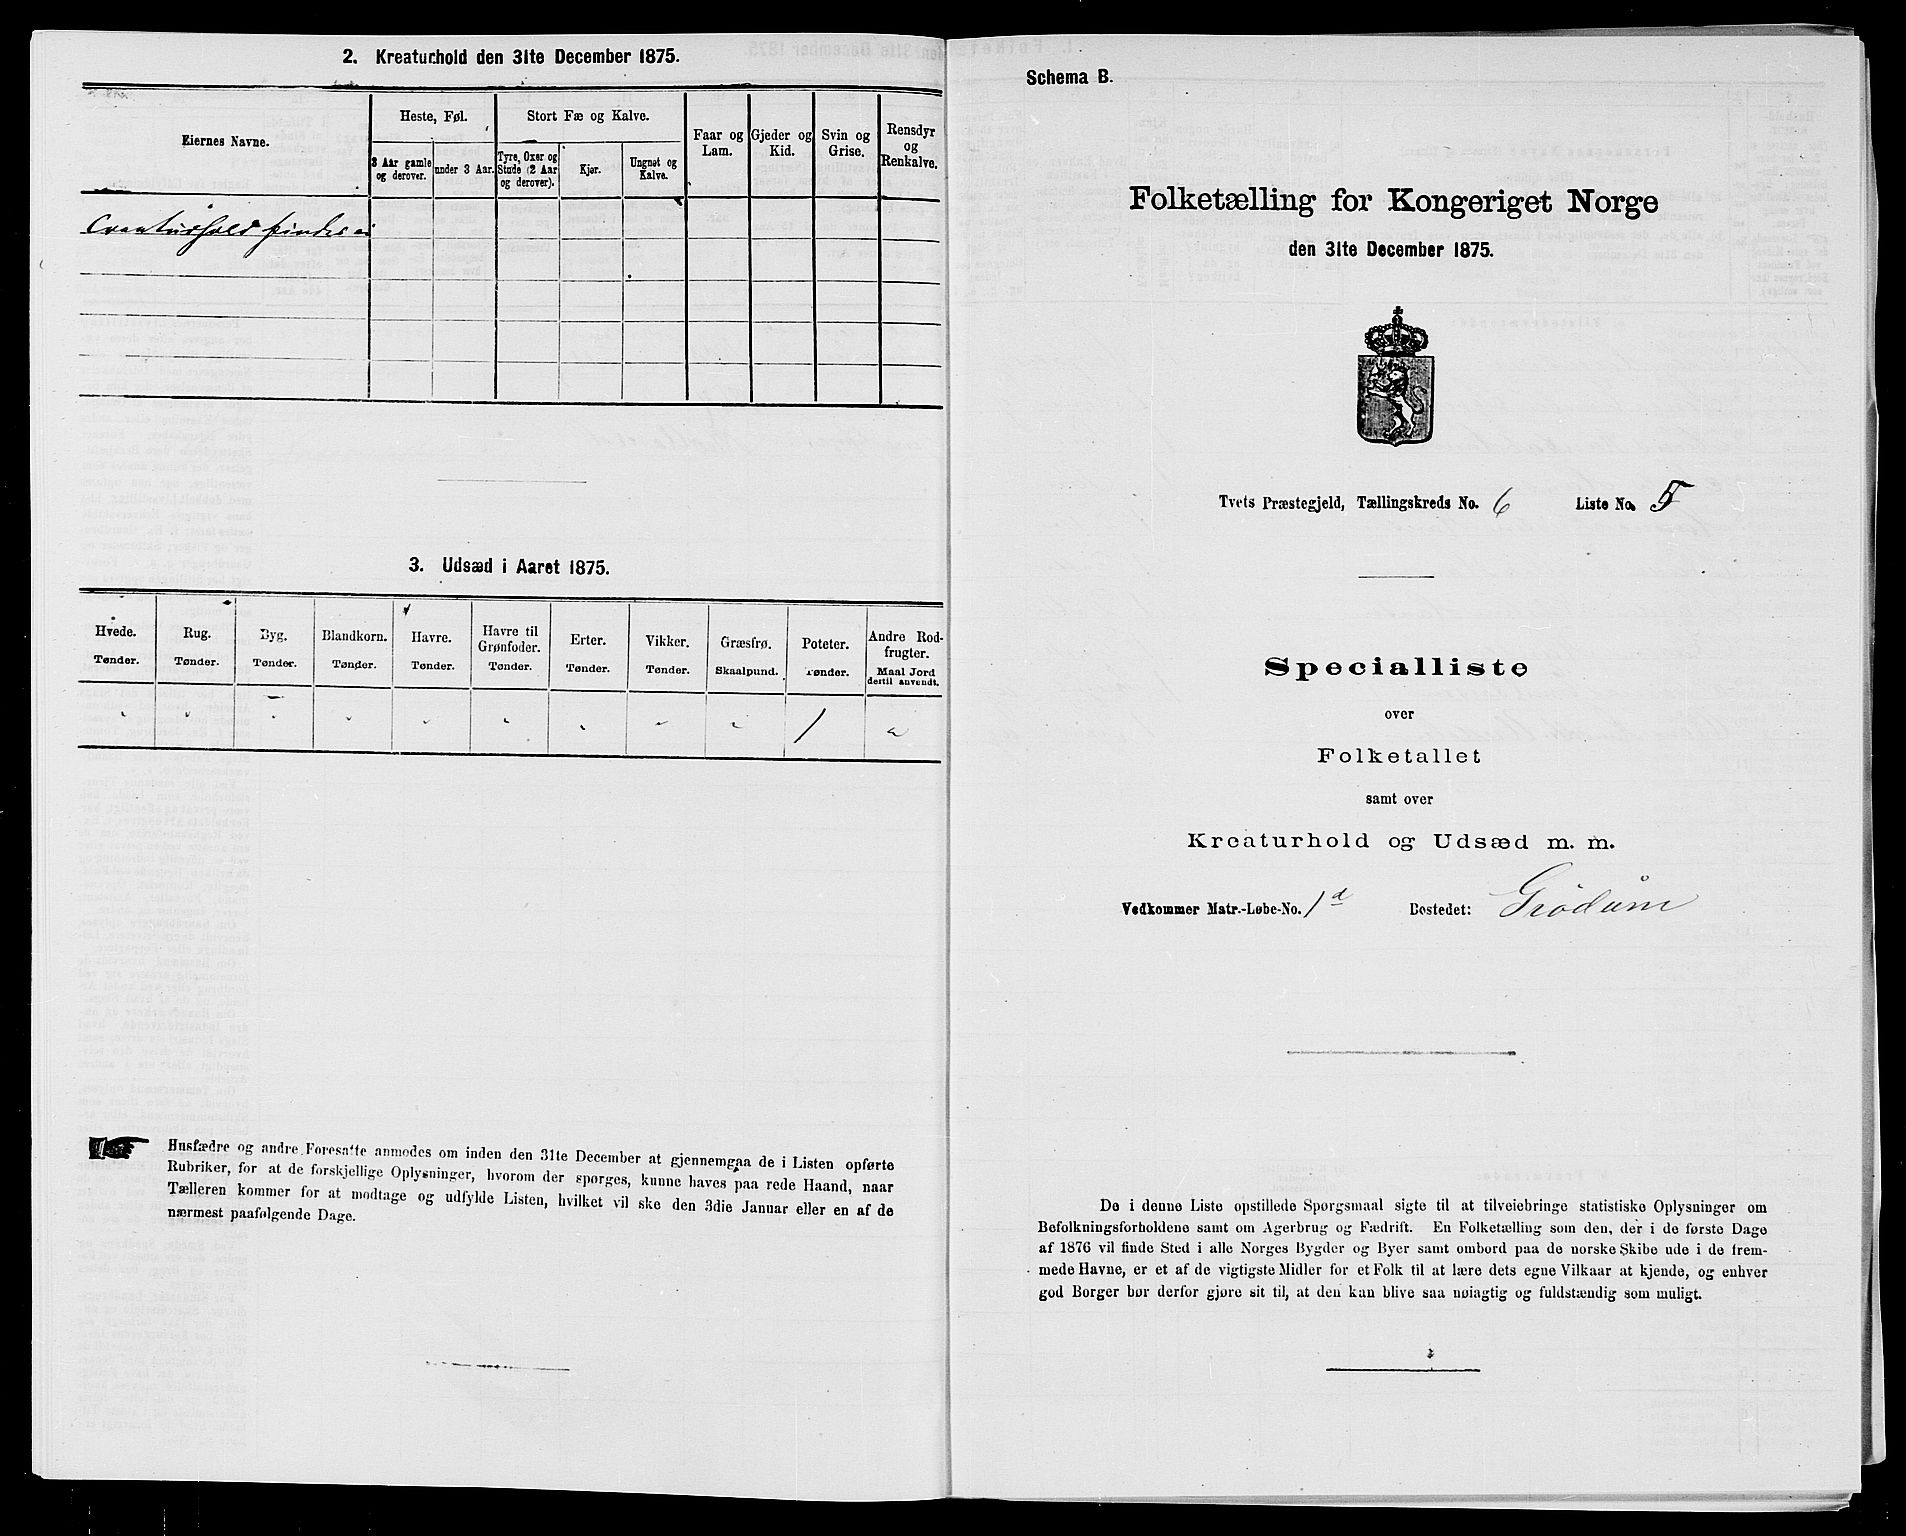 2. Kreaturhold den 31te December 1875.
Eiernes Navne.
Heste, Føl.
3 Aar gamle og derover.
under 3 Aar.
Stort Fæ og Kalve.
Tyre, Oxer og Stude (2 Aar og derover).
Kjør.
Ungnøt og Kalve.
Faar og Lam.
Gjeder og Kid.
Svin og Grise.
Rensdyr og Renkalve.
Creaturhold findes ei
3. Udsæd i Aaret 1875.
Hvede. Tønder.
Rug. Tønder.
Byg. Tønder.
Blandkorn. Tønder.
Havre. Tønder.
Havre til Grønfoder. Tønder.
Erter. Tønder.
Vikker. Tønder.
Græsfrø. Skaalpund.
Poteter. Tønder.
Andre Rodfrugter. Maal Jord dertil anvendt.
" " " " " " " " " 1 "
Husfædre og andre Foresatte anmodes om inden den 31te December at gjennemgaa de i Listen opførte
Rubriker, for at de forskjellige Oplysninger, hvorom der spørges, kunne haves paa rede Haand, naar
Tælleren kommer for at modtage og udfylde Listen, hvilket vil ske den 3die Januar eller en af de
nærmest paafølgende Dage.
Schema B.
Folketælling for Kongeriget Norge
den 31te December 1875.
Tvets Præstegjeld, Tællingskreds No. 6 Liste No. 5
Specialliste
over
Folketallet
samt over
Kreaturhold og Udsæd m. m.
Vedkommer Matr.-Løbe-No. 1d Bostedet: Grødum
De i denne Liste opstillede Spørgsmaal sigte til at tilveiebringe statistiske Oplysninger om
Befolkningsforholdene samt om Agerbrug og Fædrift. En Folketælling som den, der i de første Dage
af 1876 vil finde Sted i alle Norges Bygder og Byer samt ombord paa de norske Skibe ude i de frem-
mede Havne, er et af de vigtigste Midler for et Folk til at lære dets egne Vilkaar at kjende, og enhver
god Borger bør derfor gjøre sit til, at den kan blive saa nøiagtig og fuldstændig som muligt.